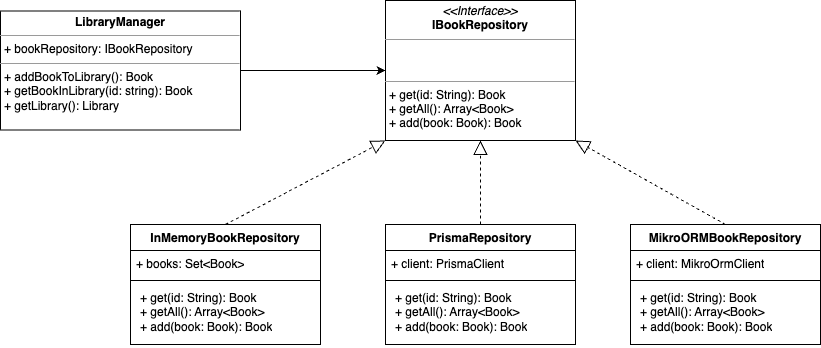 LibraryManager
+ bookRepository: IBookRepository
+ addBookToLibrary(): Book
+ getBookInLibrary(id: string): Book
+ getLibrary(): Library
<<Interface>>
IBookRepository
+ get(id: String): Book
+ getAll(): Array<Book>
+ add(book: Book): Book
InMemoryBookRepository
+ books: Set<Book>
+ get(id: String): Book
+ getAll(): Array<Book>
+ add(book: Book): Book
PrismaRepository
+ client: PrismaClient
+ get(id: String): Book
+ getAll(): Array<Book>
+ add(book: Book): Book
MikroORMBookRepository
+ client: MikroOrmClient
+ get(id: String): Book
+ getAll(): Array<Book>
+ add(book: Book): Book